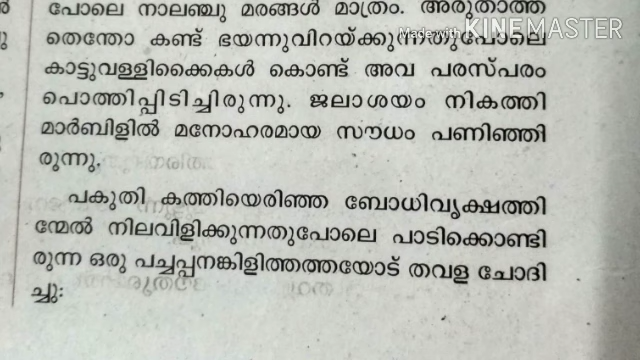 പോലെ നാലഞ്ചു മരങ്ങൾ മാത്രം. അരുതാത്ത
Made with KINEMASTER
തെന്തോ കണ്ട് ഭയന്നുവിറയ്ക്കുന്നതുപോലെ
കാട്ടുവള്ളിക്കൈകൾ കൊണ്ട് അവ പരസ്പരം
പൊത്തിപ്പിടിച്ചിരുന്നു. ജലാശയം നികത്തി
മാർബിളിൽ മനോഹരമായ സൗധം പണിഞ്ഞി
രുന്നു.
പകുതി കത്തിയെരിഞ്ഞ ബോധിവൃക്ഷത്തി
ന്മേൽ നിലവിളിക്കുന്നതുപോലെ പാടിക്കൊണ്ടി
രുന്ന ഒരു പച്ചപ്പനങ്കിളിത്തത്തയോട് തവള ചോദി
ച്ചു: